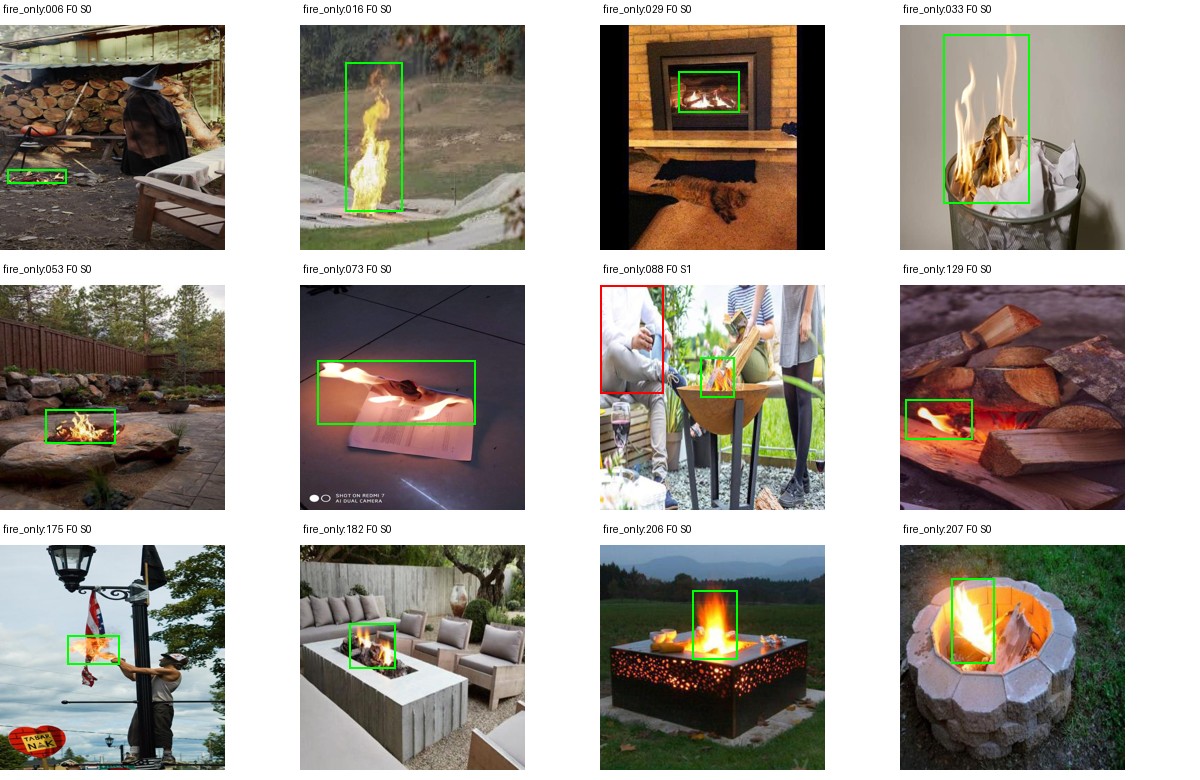 fire_only:006 F0 S0
fire_only:016 F0 S0
fire_only:029 F0 S0
fire_only:033 F0 S0
fire_only:053 F0 S0
fire_only:073 F0 S0
fire_only:088 F0 S1
fire_only:129 F0 S0
SHOT ON REDMI 7
AI DUAL CAMERA
fire_only:175 F0 S0
fire_only:182 F0 S0
fire_only:206 F0 S0
fire_only:207 F0 S0
TABAR
NAK